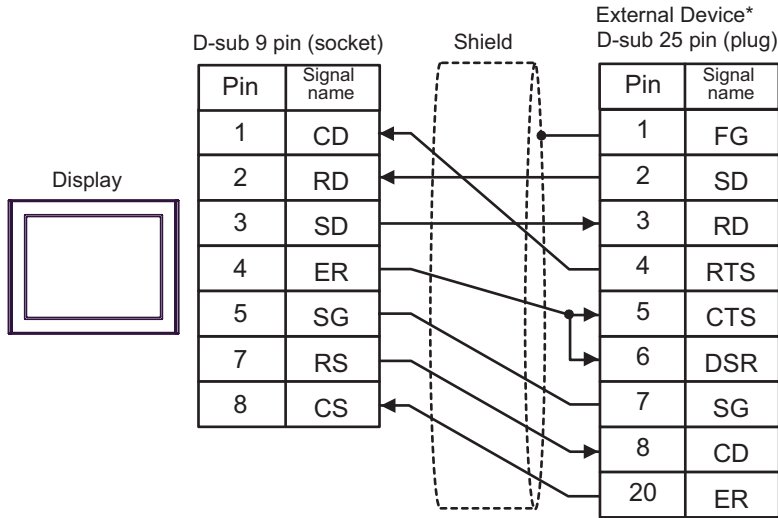 External Device*
D-sub 9 pin (socket)
Shield
D-sub 25 pin (plug)
Pin Signal name
1 CD
2 RD
3 SD
4 ER
5 SG
7 RS
8 CS
Display
Pin Signal name
1 FG
2 SD
3 RD
4 RTS
5 CTS
6 DSR
7 SG
8 CD
20 ER